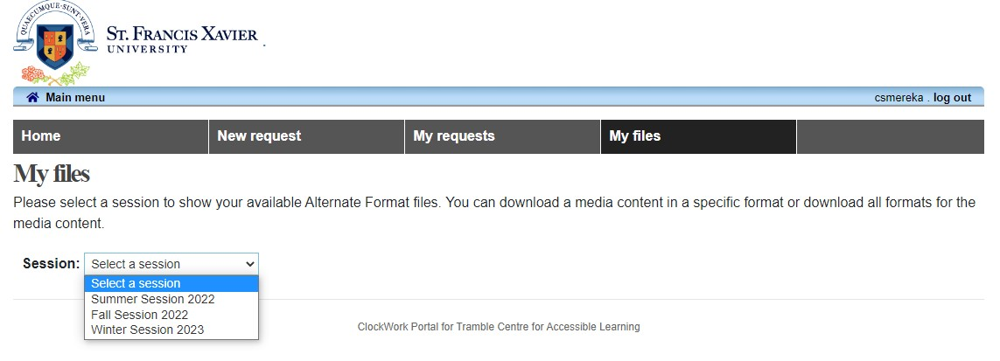 QUAECUMQUE·SUNT·VERA
ST. FRANCIS XAVIER
UNIVERSITY
.
Main menu
csmereka . log out
Home
New request
My requests
My files
My files
Please select a session to show your available Alternate Format files. You can download a media content in a specific format or download all formats for the
media content.
Session: Select a session
Select a session
Summer Session 2022
Fall Session 2022
Winter Session 2023
ClockWork Portal for Tramble Centre for Accessible Learning